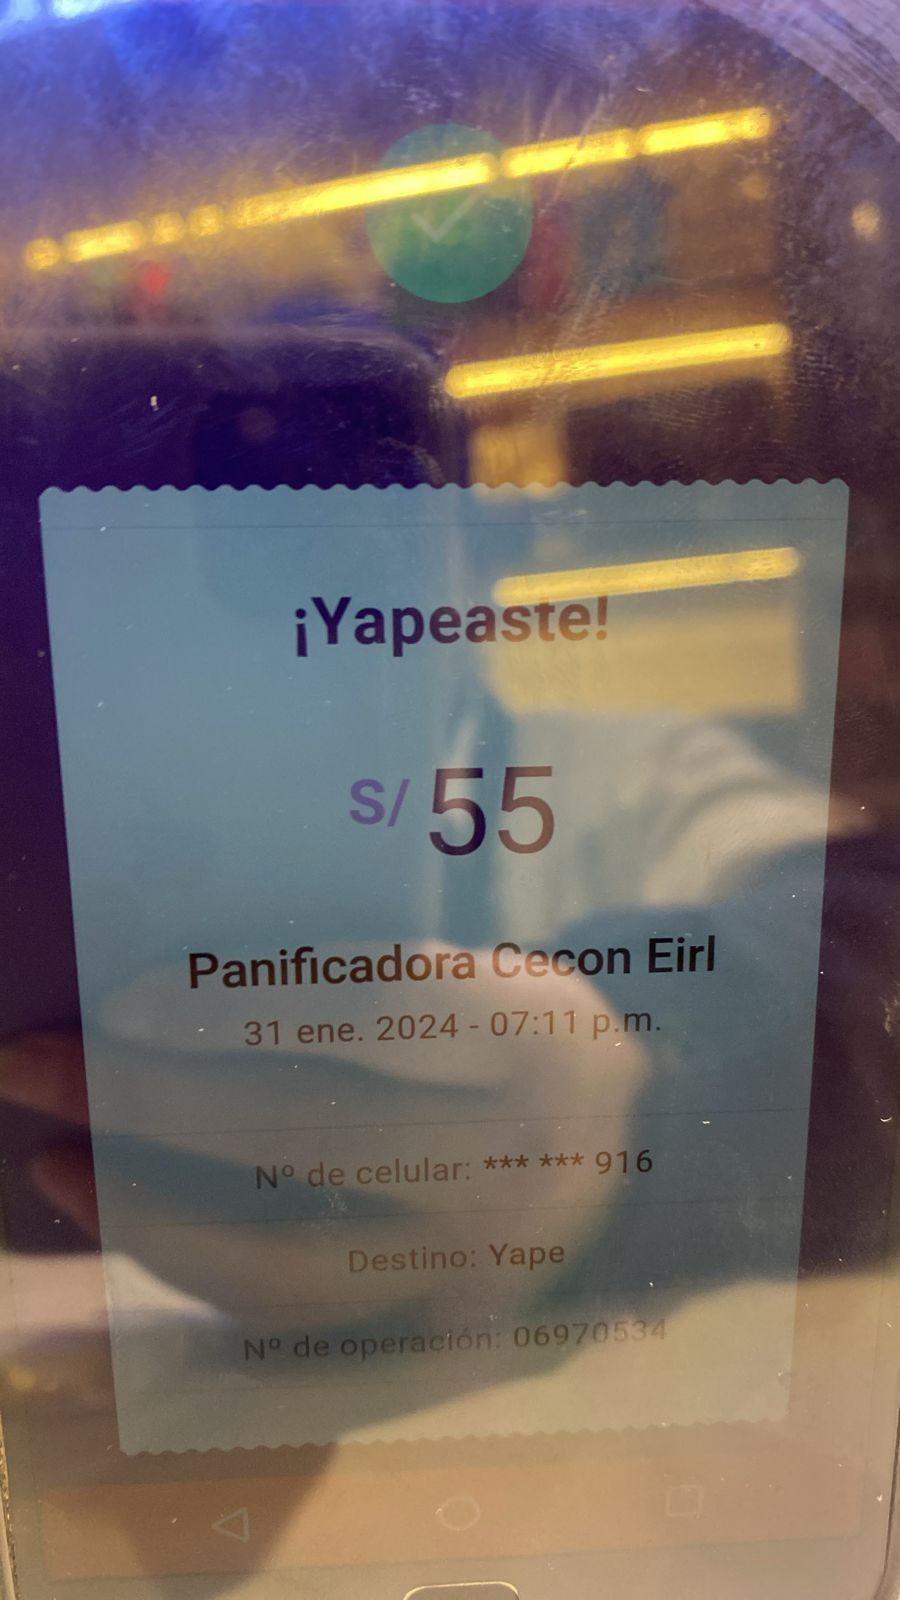 ¡Yapeaste!
S/ 55
Panificadora Cecon Eirl
31 ene. 2024 - 07:11 p.m.
Nº de celular: *** *** 916
Destino: Yape
Nº de operación: 06970534